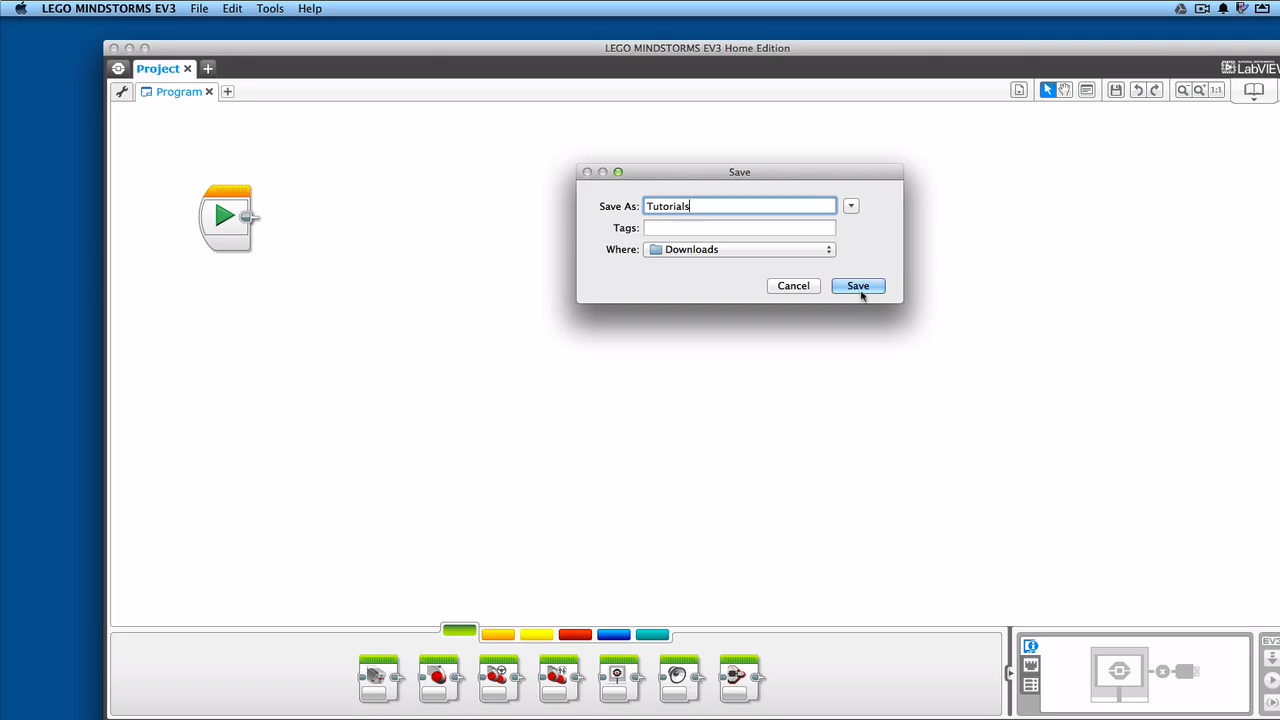 LEGO MINDSTORMS EV3 File Edit Tools Help
LEGO MINDSTORMS EV3 Home Edition
Project
LabVIEW
Program
1:1
Save
Save As: Tutorials
Tags:
Where: Downloads
Cancel Save
EV3